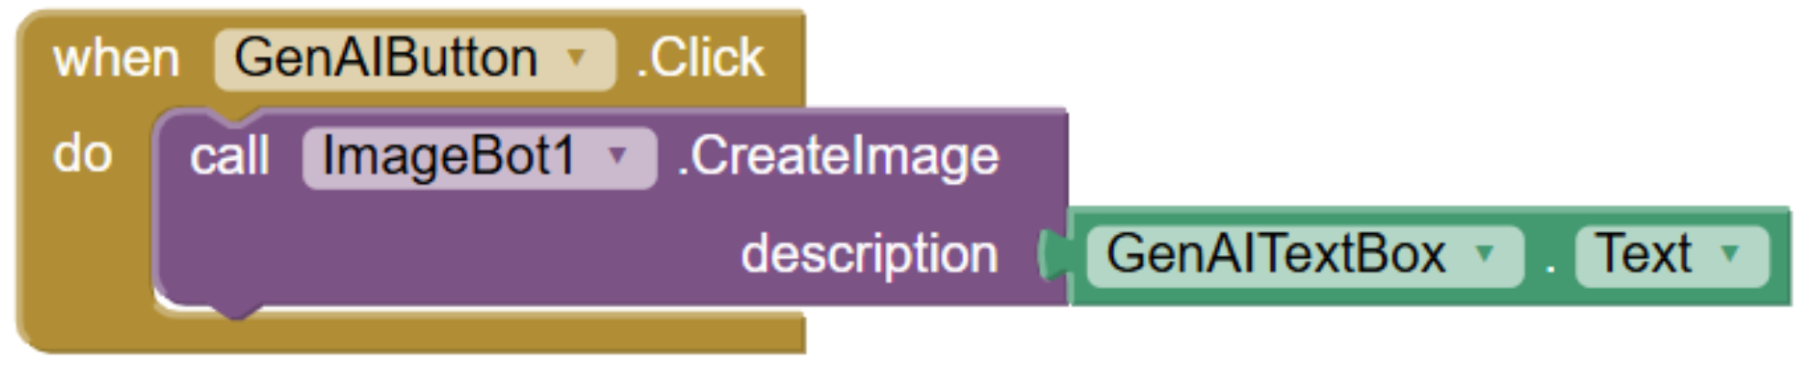 when GenAIButton .Click
do call ImageBot1 .CreateImage
description GenAITextBox . Text